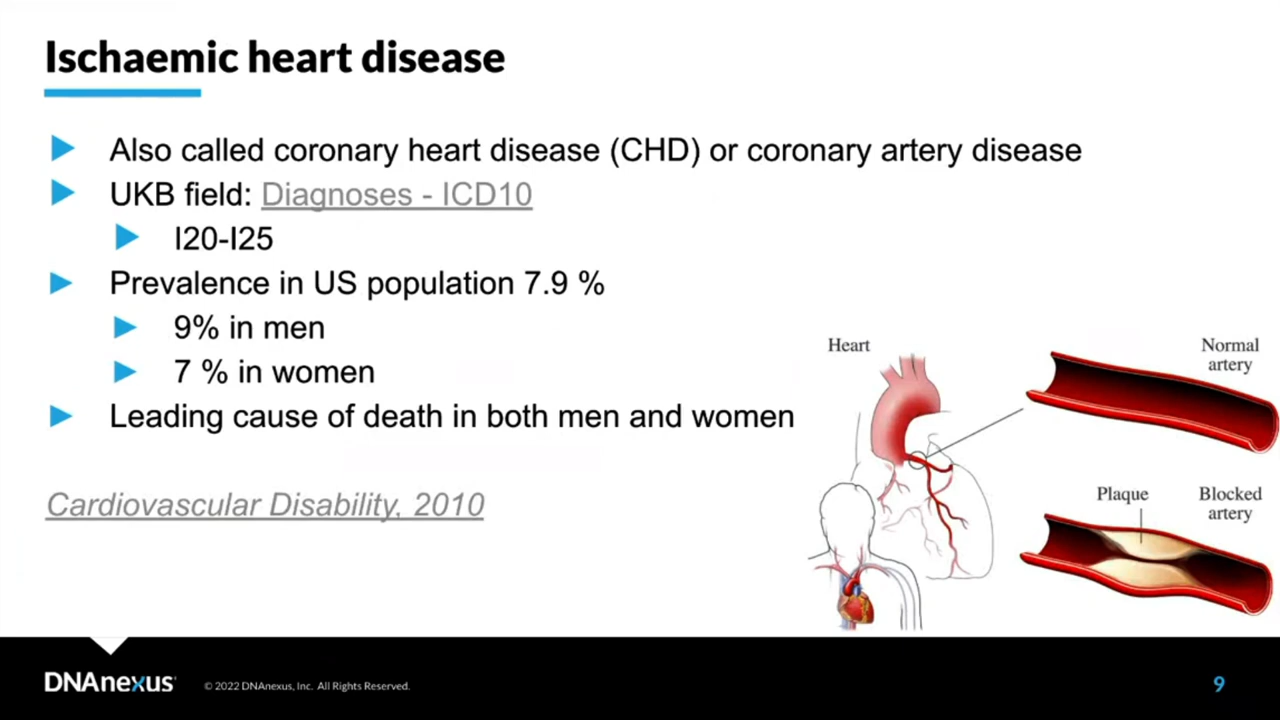 Ischaemic heart disease
Also called coronary heart disease (CHD) or coronary artery disease
UKB field: Diagnoses - ICD10
I20-I25
Prevalence in US population 7.9 %
9% in men
7 % in women
Leading cause of death in both men and women
Cardiovascular Disability, 2010
Heart
Normal
artery
Plaque
Blocked
artery
DNAnexus
© 2022 DNAnexus, Inc. All Rights Reserved.
9